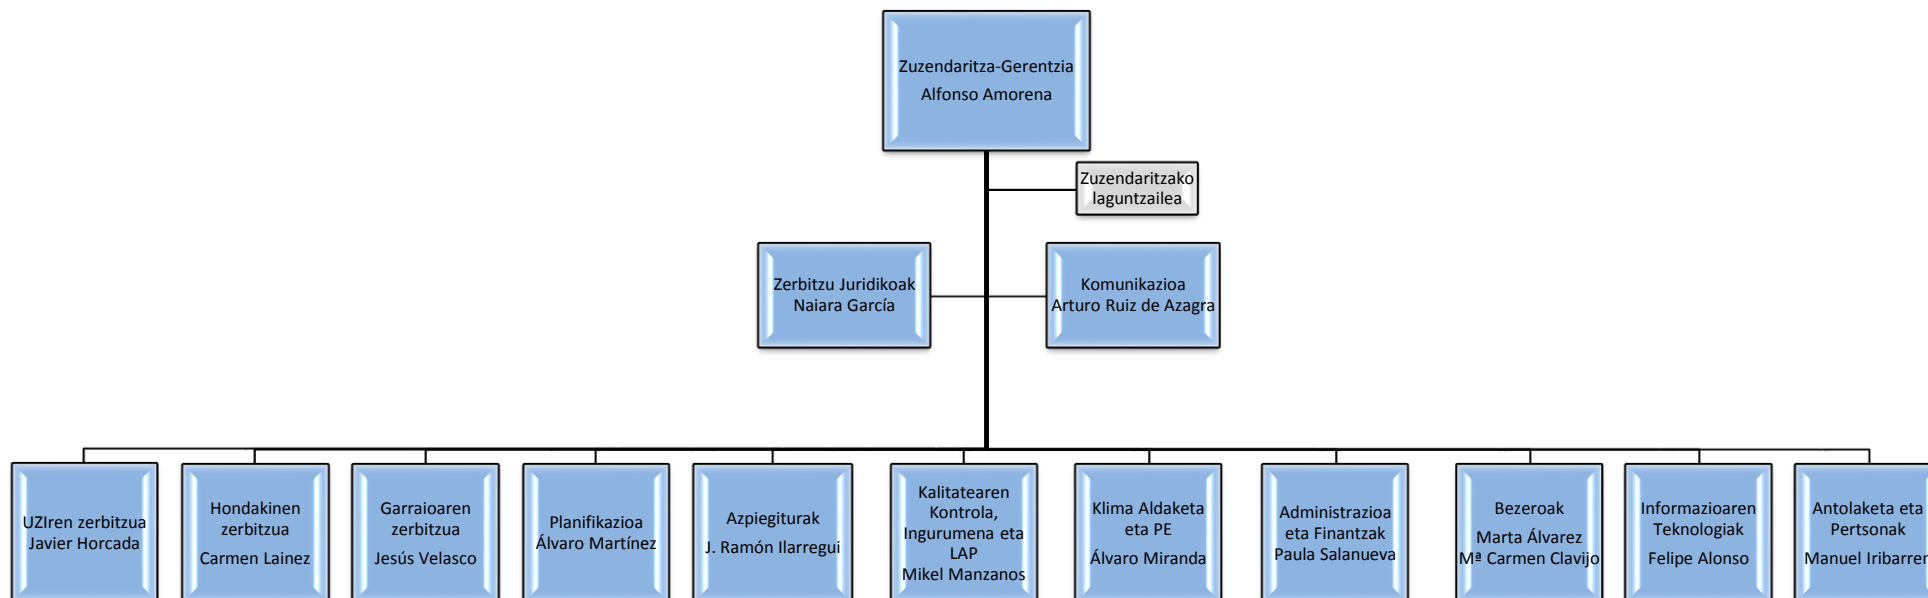 Zuzendaritza-Gerentzia
Alfonso Amorena
Zuzendaritzako
laguntzailea
Zerbitzu Juridikoak
Naiara García
Komunikazioa
Arturo Ruiz de Azagra
UZIren zerbitzua
Javier Horcada
Hondakinen
zerbitzua
Carmen Lainez
Garraioaren
zerbitzua
Jesús Velasco
Planifikazioa
Álvaro Martínez
Azpiegiturak
J. Ramón Ilarregui
Kalitatearen
Kontrola,
Ingurumena eta
LAP
Mikel Manzanos
Klima Aldaketa
eta PE
Álvaro Miranda
Administrazioa
eta Finantzak
Paula Salanueva
Bezeroak
Marta Álvarez
Mª Carmen Clavijo
Informazioaren
Teknologiak
Felipe Alonso
Antolaketa eta
Pertsonak
Manuel Iribarren